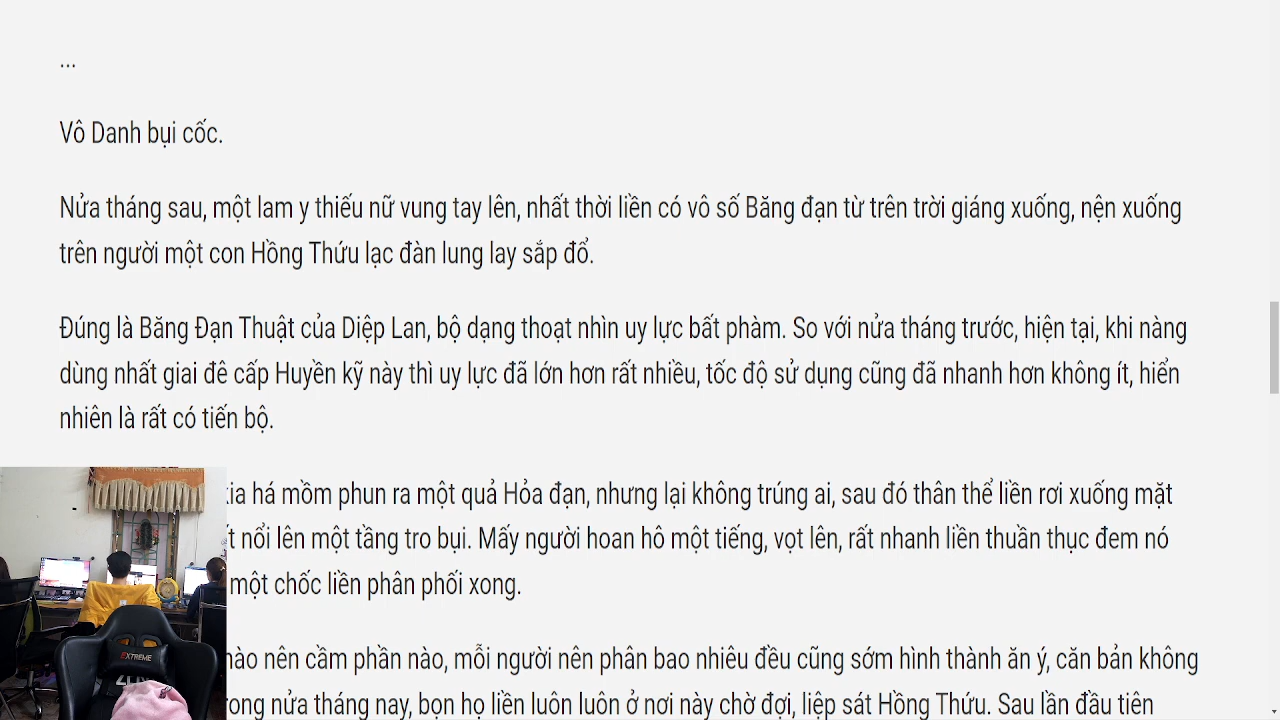 ...
Vô Danh bụi cốc.
Nửa tháng sau, một lam y thiếu nữ vung tay lên, nhất thời liền có vô số Băng đạn từ trên trời giáng xuống, nện xuống
trên người một con Hồng Thứu lạc đàn lung lay sắp đổ.
Đúng là Băng Đạn Thuật của Diệp Lan, bộ dạng thoạt nhìn uy lực bất phàm. So với nửa tháng trước, hiện tại, khi nàng
dùng nhất giai đê cấp Huyền kỹ này thì uy lực đã lớn hơn rất nhiều, tốc độ sử dụng cũng đã nhanh hơn không ít, hiển
nhiên là rất có tiến bộ.
kia há mồm phun ra một quả Hỏa đạn, nhưng lại không trúng ai, sau đó thân thể liền rơi xuống mặt
nổi lên một tầng tro bụi. Mấy người hoan hô một tiếng, vọt lên, rất nhanh liền thuần thục đem nó
một chốc liền phân phối xong.
nào nên cầm phần nào, mỗi người nên phân bao nhiêu đều cũng sớm hình thành ăn ý, căn bản không
rong nửa tháng nay, bọn họ liền luôn luôn ở nơi này chờ đợi, liệp sát Hồng Thứu. Sau lần đầu tiên
EXTREME